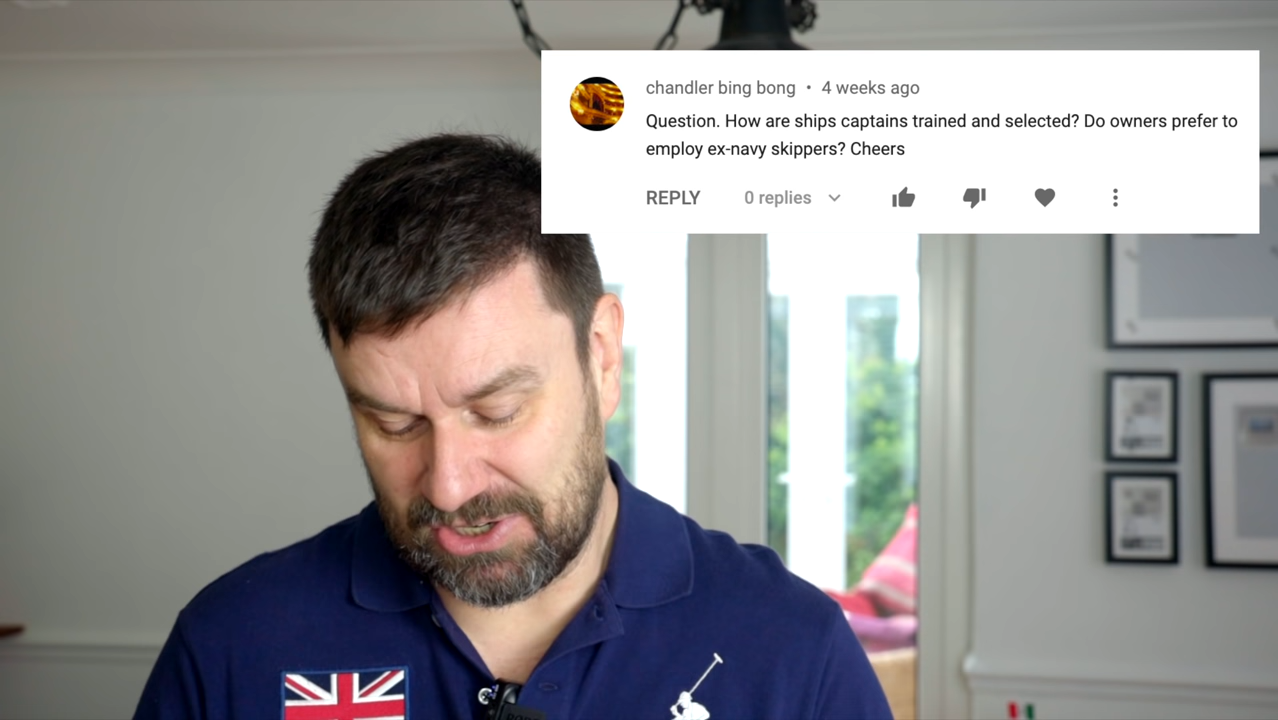 chandler bing bong • 4 weeks ago
Question. How are ships captains trained and selected? Do owners prefer to
employ ex-navy skippers? Cheers
REPLY 0 replies